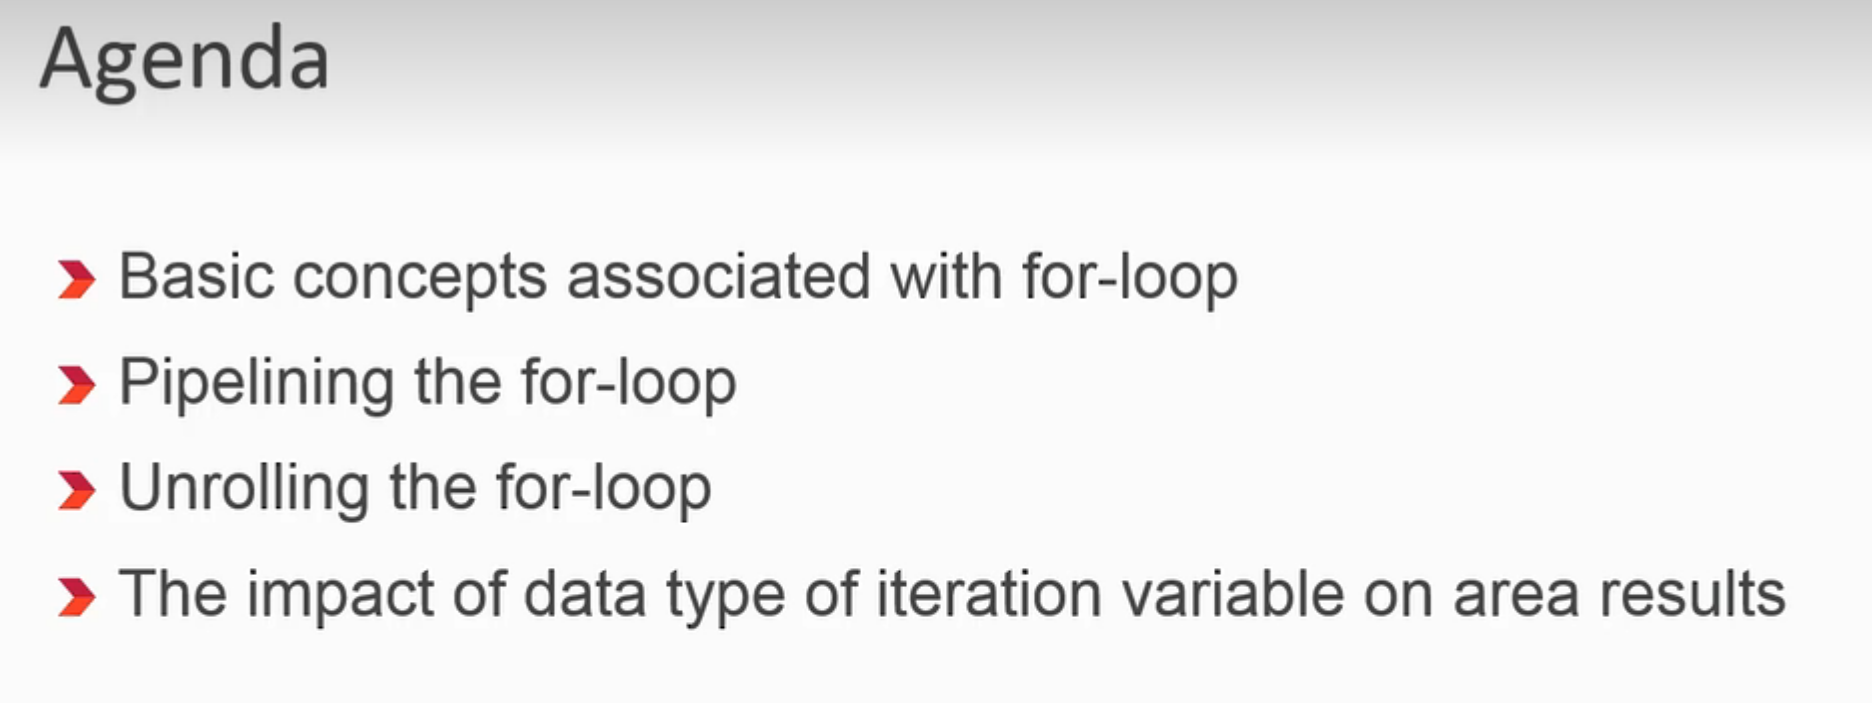 Agenda
Basic concepts associated with for-loop
Pipelining the for-loop
Unrolling the for-loop
The impact of data type of iteration variable on area results